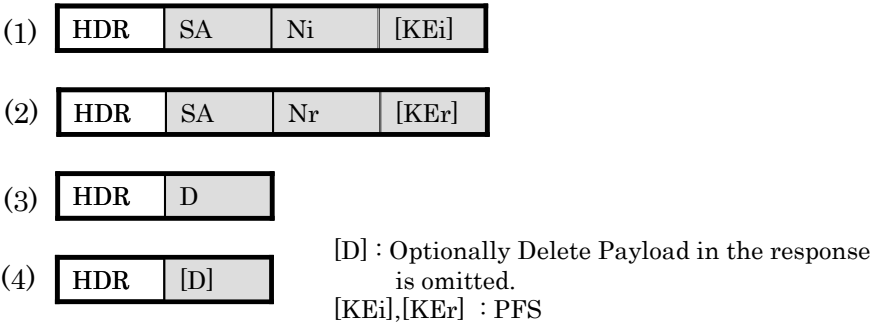 (1) HDR SA Ni [KEi]
(2) HDR SA Nr [KEr]
(3) HDR D
(4) HDR [D]
[D] : Optionally Delete Payload in the response
is omitted.
[KEi],[KEr] : PFS